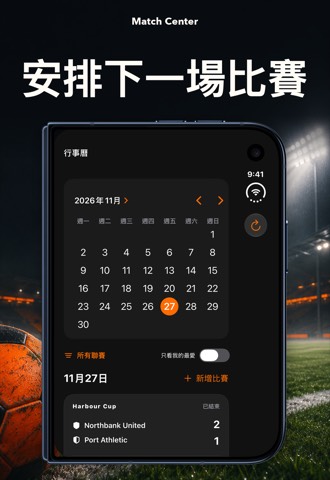 Match Center
安排下一場比賽
行事曆
9:41
2026年11月
週一 週二 週三 週四 週五 週六 週日
1
2 3 4 5 6 7 8
9 10 11 12 13 14 15
16 17 18 19 20 21 22
23 24 25 26 27 28 29
30
所有聯賽 只看我的最愛
11月27日 + 新增比賽
Harbour Cup 已結束
Northbank United 2
Port Athletic 1